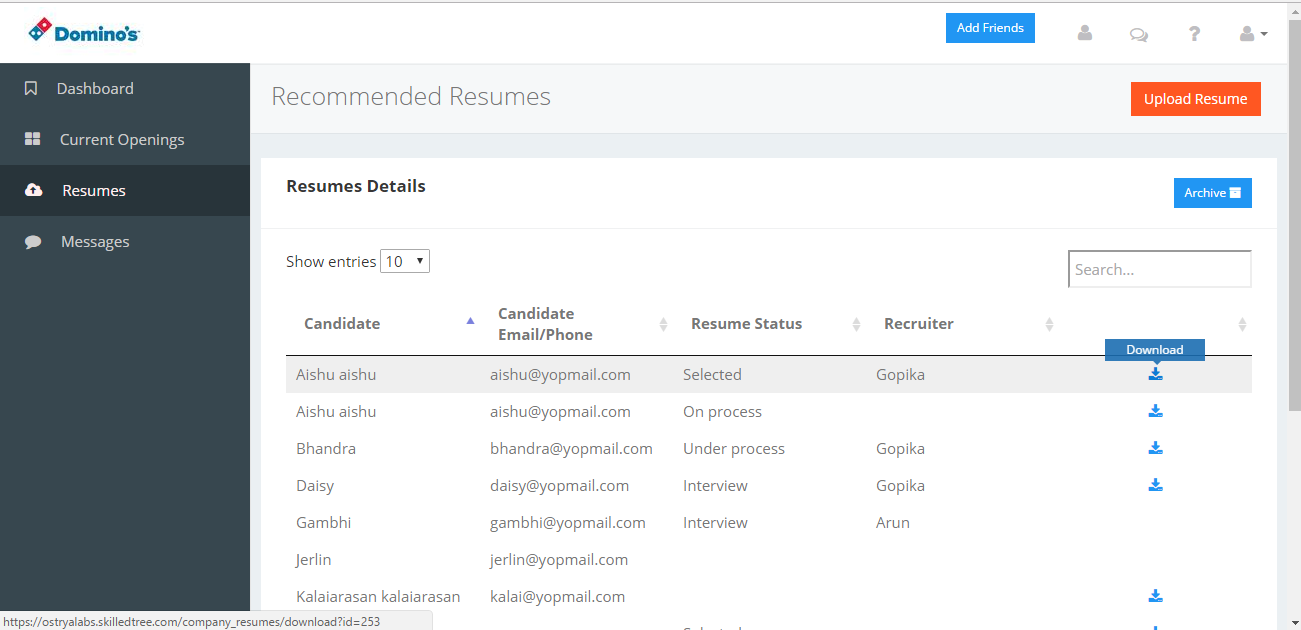 Domino's
Add Friends
?
Dashboard
Current Openings
Resumes
Messages
Recommended Resumes
Upload Resume
Resumes Details
Archive
Show entries 10
Search...
Candidate
Candidate
Email/Phone
Resume Status
Recruiter
Download
Aishu aishu aishu@yopmail.com Selected Gopika
Aishu aishu aishu@yopmail.com On process
Bhandra bhandra@yopmail.com Under process Gopika
Daisy daisy@yopmail.com Interview Gopika
Gambhi gambhi@yopmail.com Interview Arun
Jerlin jerlin@yopmail.com
Kalaiarasan kalaiarasan kalai@yopmail.com
https://ostryalabs.skilledtree.com/company_resumes/download?id=253